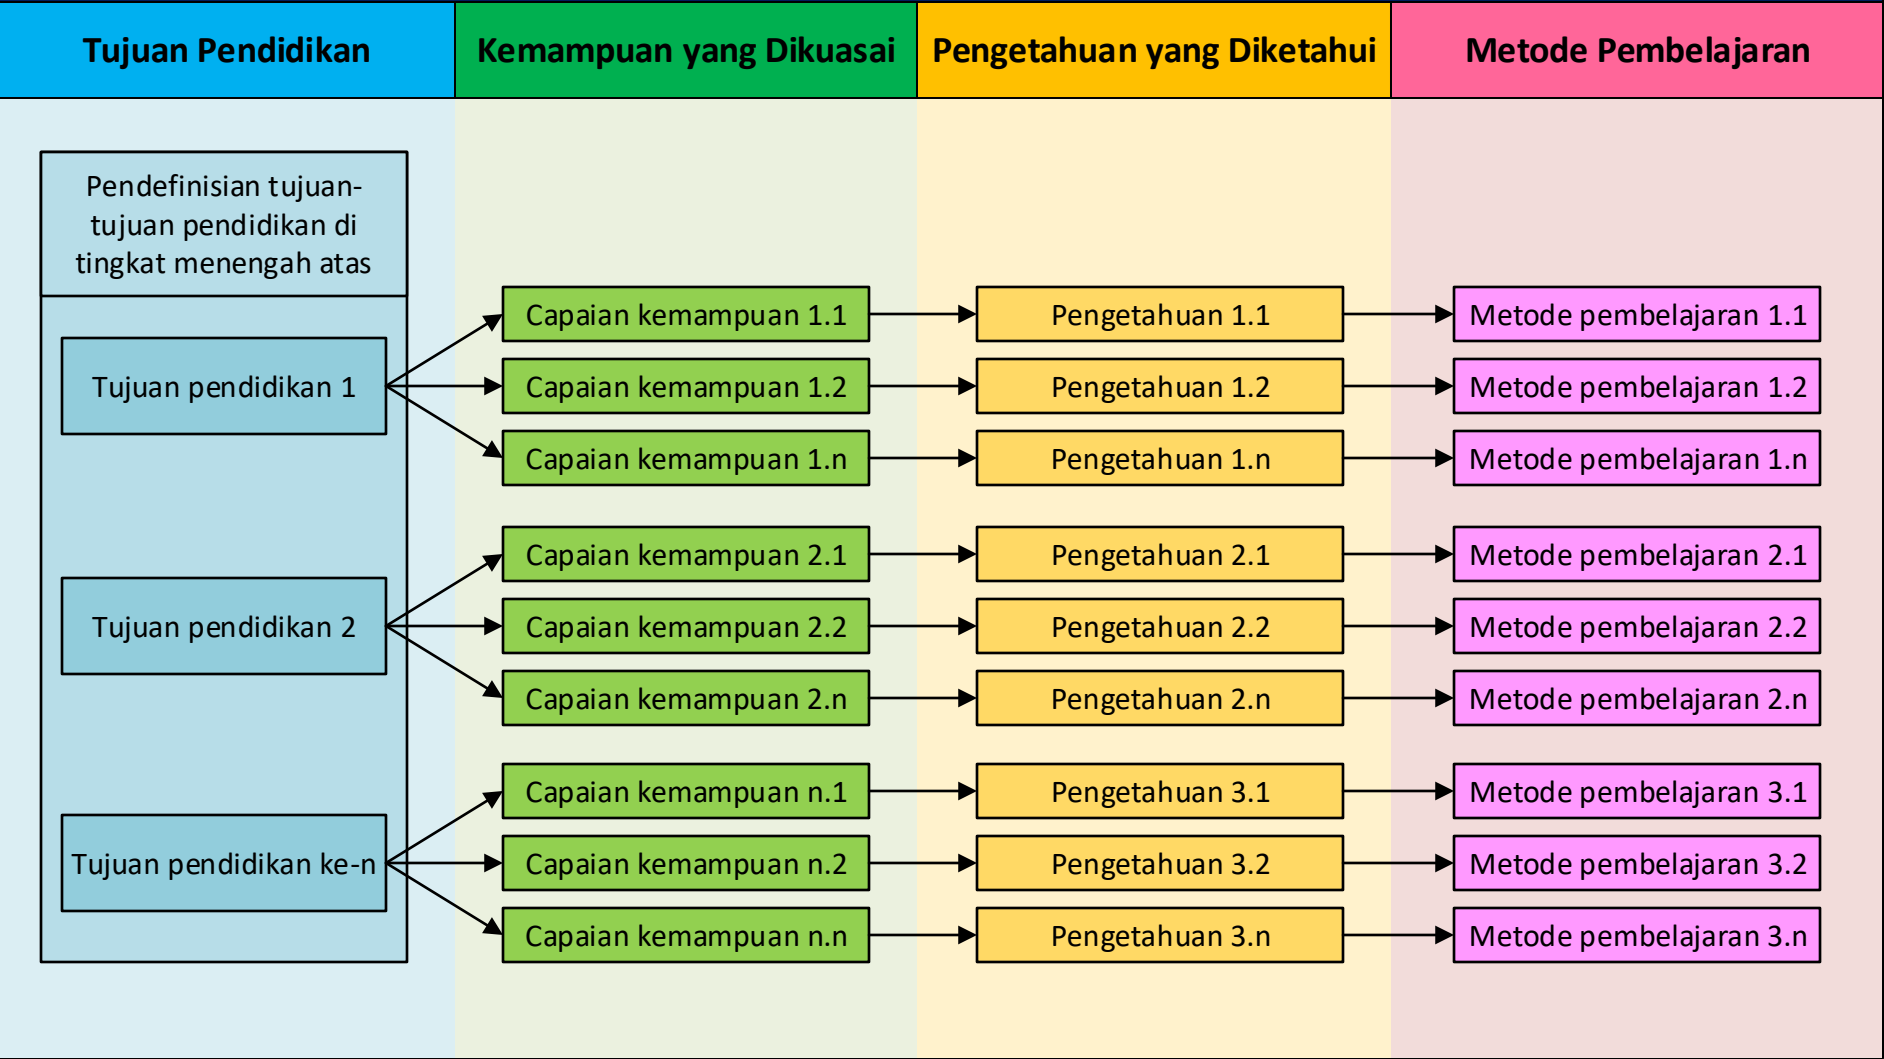 Tujuan Pendidikan
Kemampuan yang Dikuasai
Pengetahuan yang Diketahui
Metode Pembelajaran
Pendefinisian tujuan-
tujuan pendidikan di
tingkat menengah atas
Tujuan pendidikan 1
Capaian kemampuan 1.1
Pengetahuan 1.1
Metode pembelajaran 1.1
Capaian kemampuan 1.2
Pengetahuan 1.2
Metode pembelajaran 1.2
Capaian kemampuan 1.n
Pengetahuan 1.n
Metode pembelajaran 1.n
Tujuan pendidikan 2
Capaian kemampuan 2.1
Pengetahuan 2.1
Metode pembelajaran 2.1
Capaian kemampuan 2.2
Pengetahuan 2.2
Metode pembelajaran 2.2
Capaian kemampuan 2.n
Pengetahuan 2.n
Metode pembelajaran 2.n
Tujuan pendidikan ke-n
Capaian kemampuan n.1
Pengetahuan 3.1
Metode pembelajaran 3.1
Capaian kemampuan n.2
Pengetahuan 3.2
Metode pembelajaran 3.2
Capaian kemampuan n.n
Pengetahuan 3.n
Metode pembelajaran 3.n